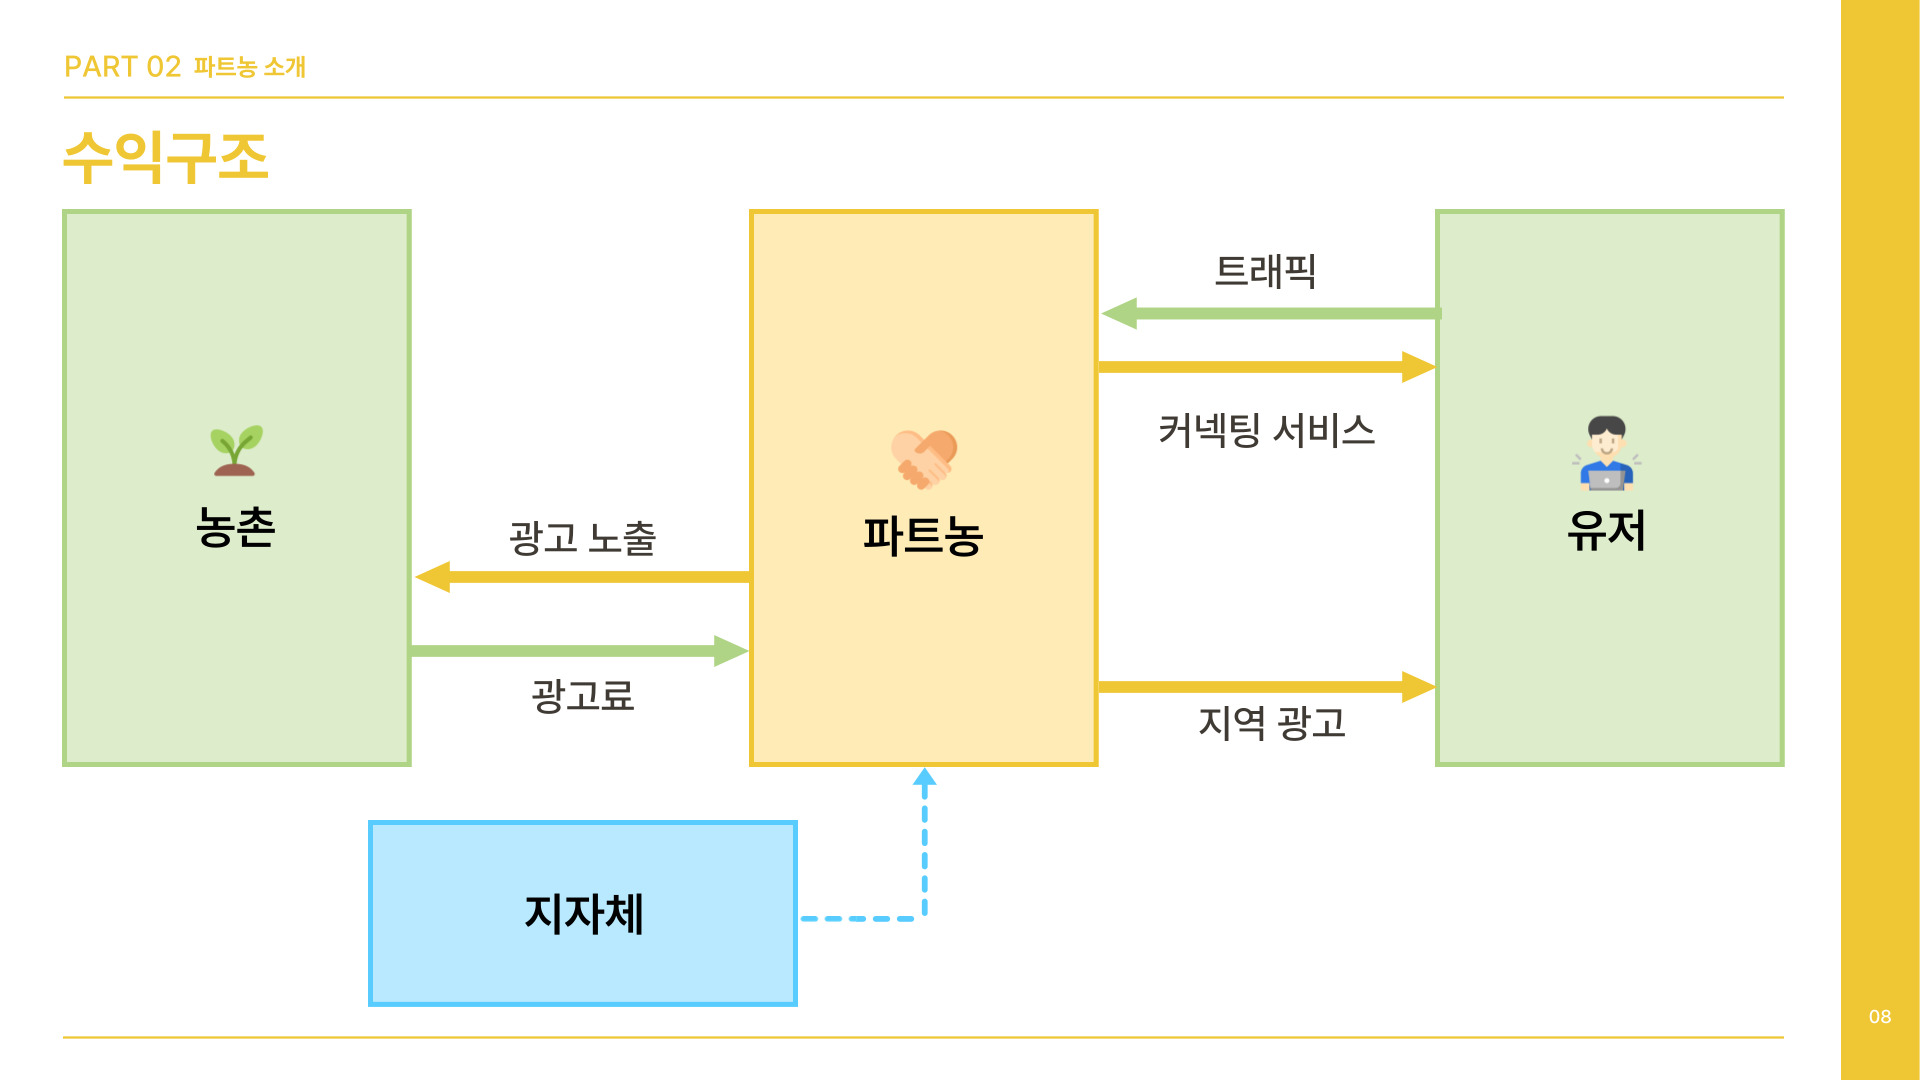 PART 02 파트농 소개
수익구조
농촌
광고 노출
광고료
파트농
트래픽
커넥팅 서비스
지역 광고
유저
지자체
08